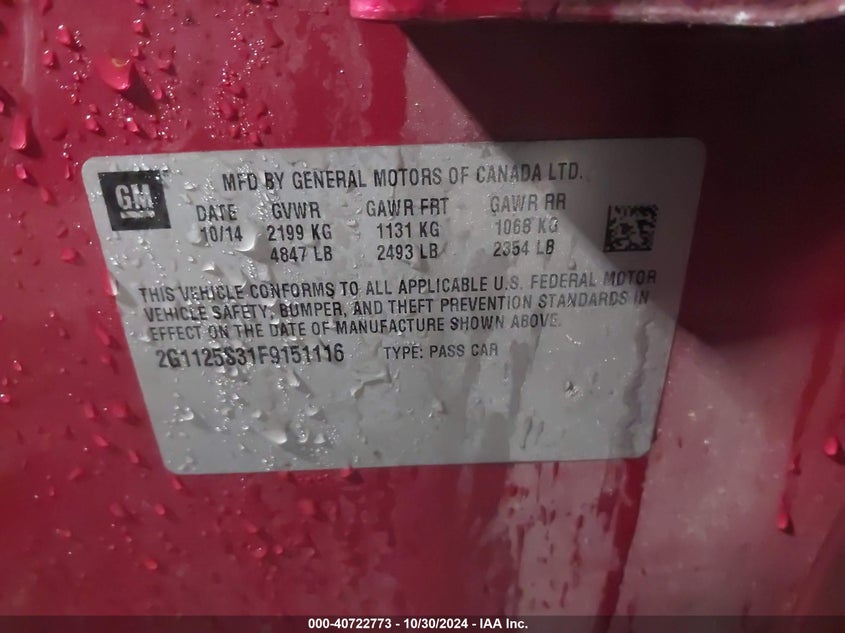 GM
MFD BY GENERAL MOTORS OF CANADA LTD.
DATE GVWR GAWR FRT GAWR RR
10/14 2199 KG 1131 KG 1068 KG
4847 LB 2493 LB 2354 LB
THIS VEHICLE CONFORMS TO ALL APPLICABLE U.S. FEDERAL MOTOR
VEHICLE SAFETY, BUMPER, AND THEFT PREVENTION STANDARDS IN
EFFECT ON THE DATE OF MANUFACTURE SHOWN ABOVE.
2G1125S31F9151116 TYPE: PASS CAR
000-40722773 - 10/30/2024 - IAA Inc.